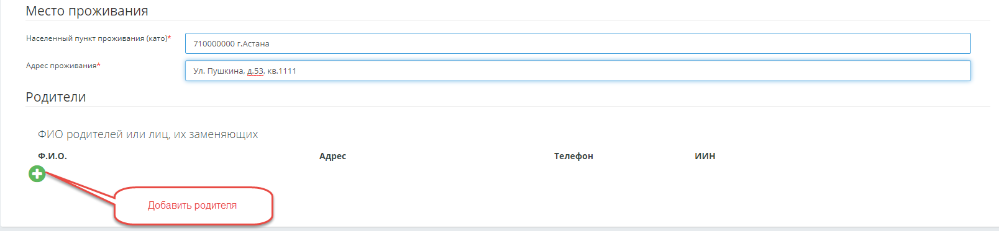 Место проживания
Населенный пункт проживания (като)* 710000000 г.Астана
Адрес проживания* Ул. Пушкина, д.53, кв.1111
Родители
ФИО родителей или лиц, их заменяющих
Ф.И.О. Адрес Телефон ИИН
Добавить родителя